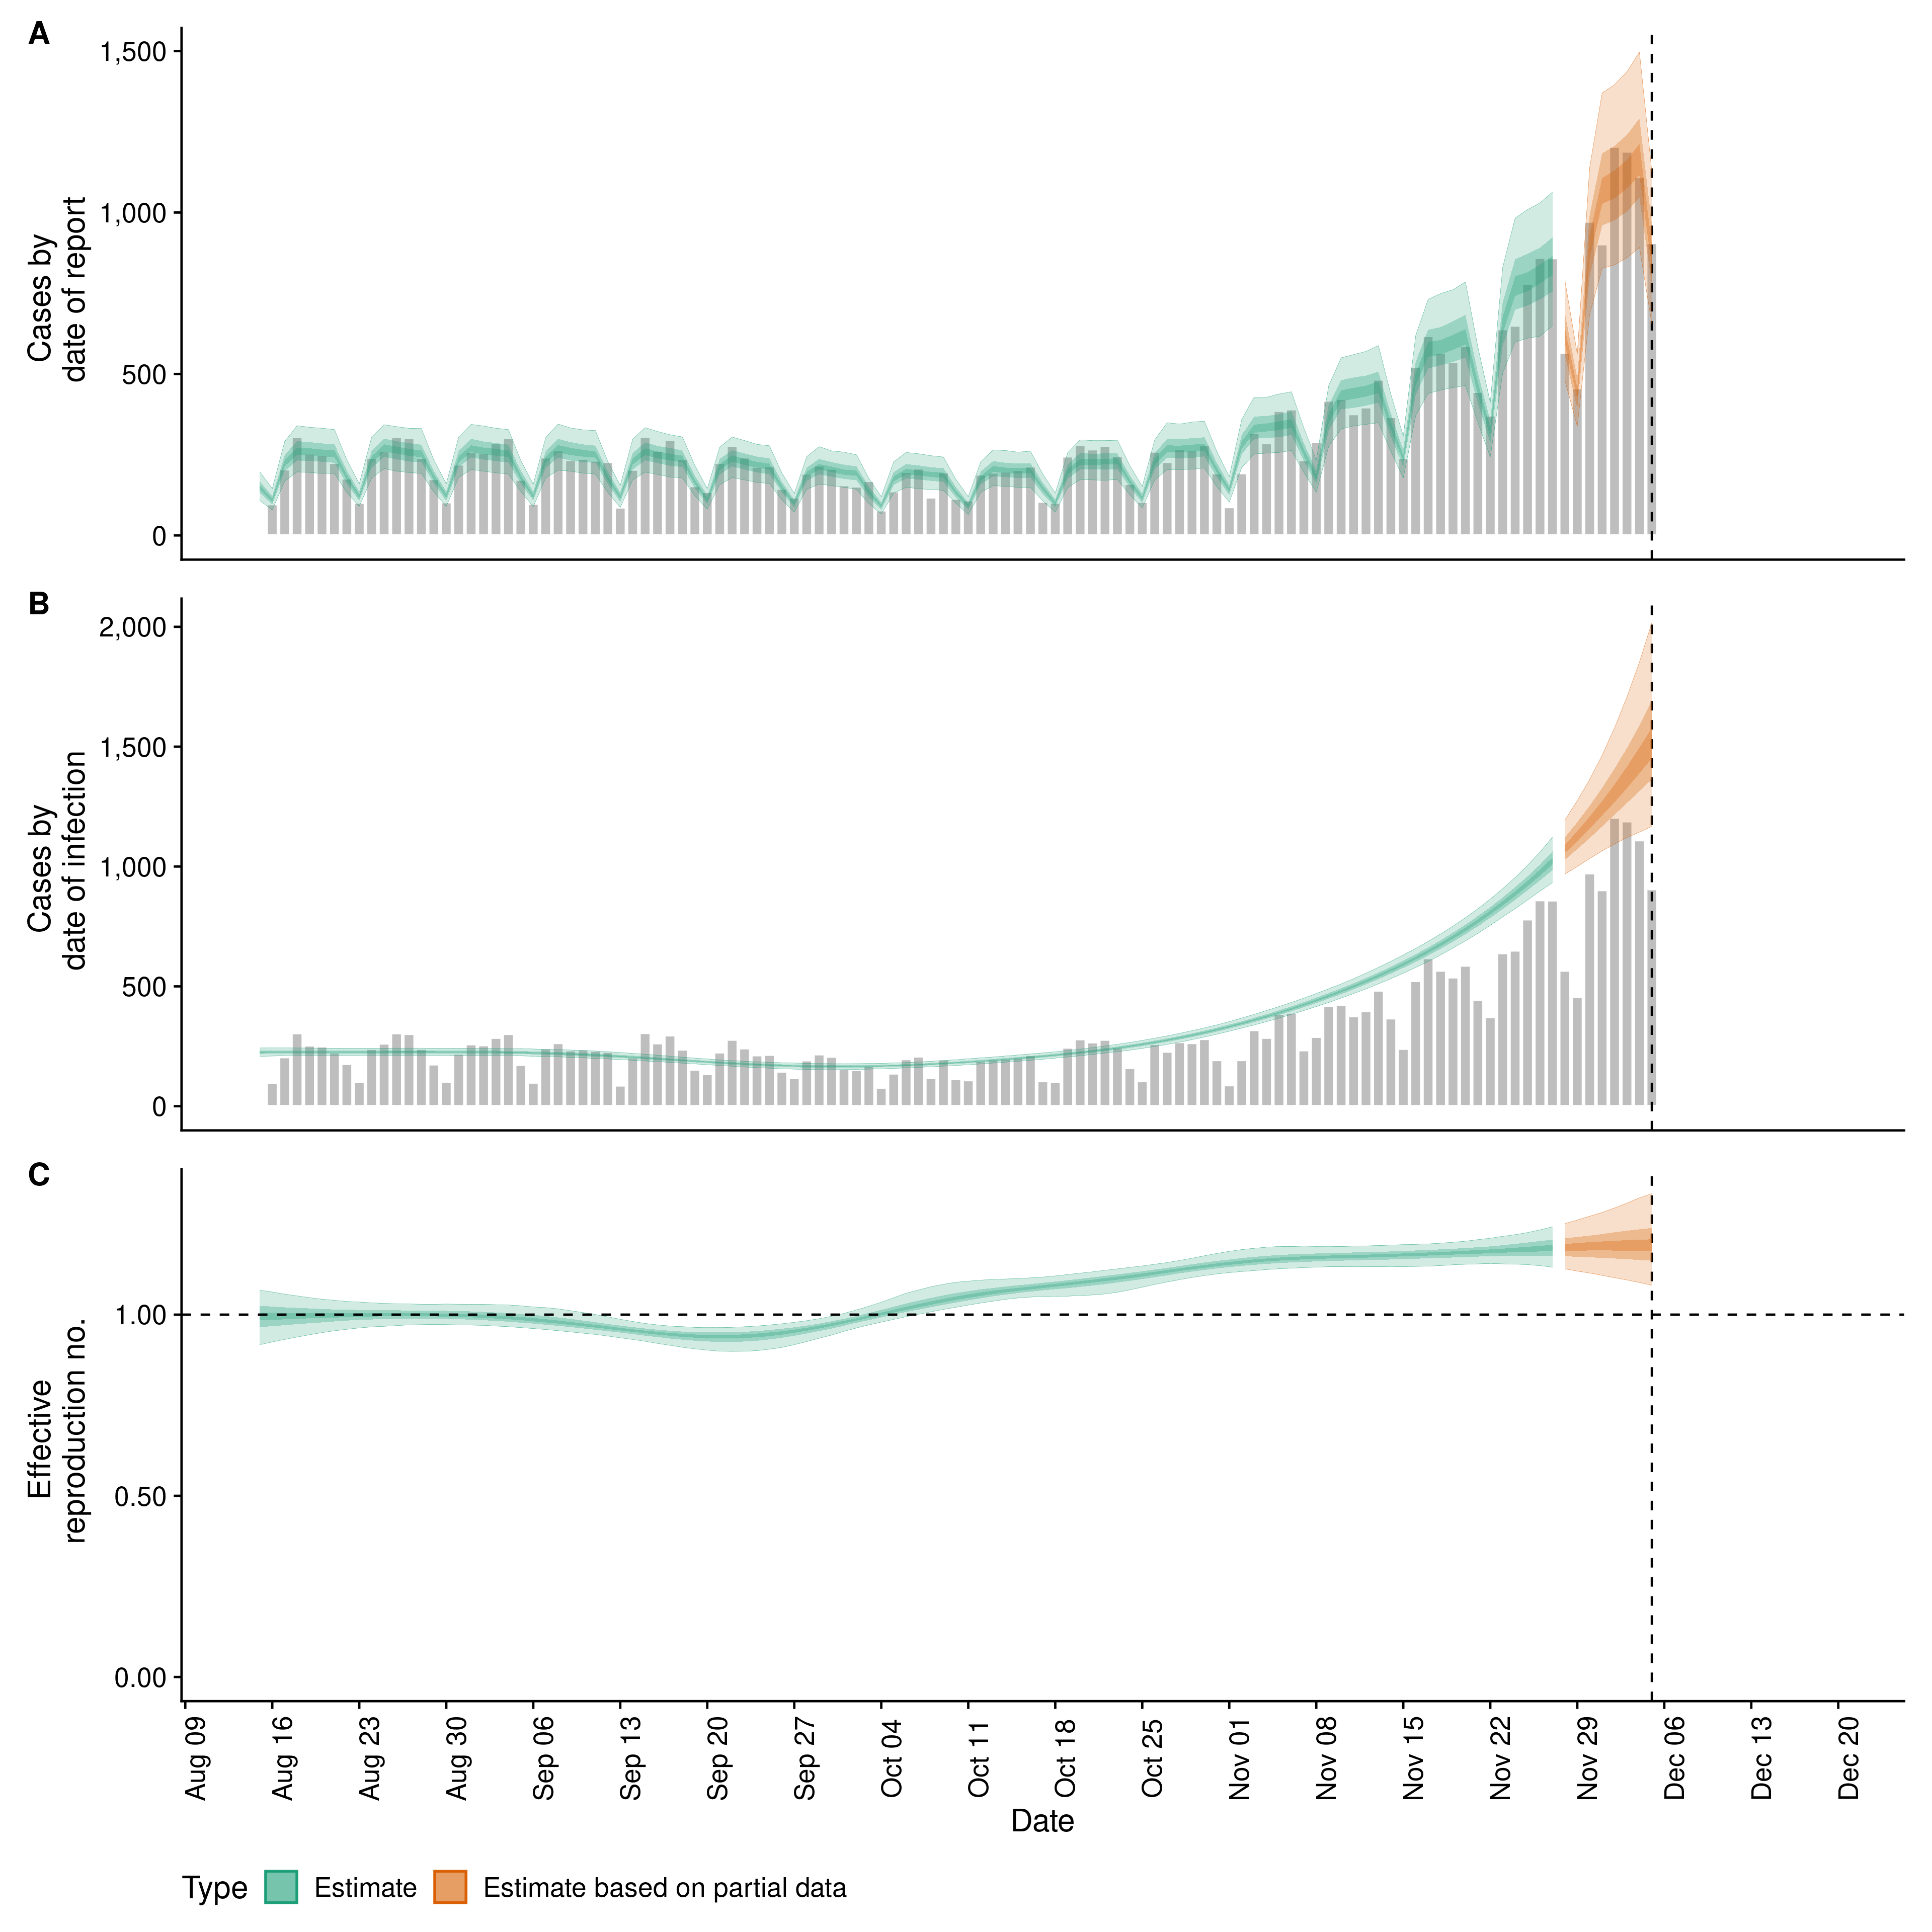 A
Cases by
date of report
1,500
1,000
500
0
B
Cases by
date of infection
2,000
1,500
1,000
500
0
C
Effective
reproduction no.
1.00
0.50
0.00
Aug 09
Aug 16
Aug 23
Aug 30
Sep 06
Sep 13
Sep 20
Sep 27
Oct 04
Oct 11
Oct 18
Oct 25
Nov 01
Nov 08
Nov 15
Nov 22
Nov 29
Dec 06
Dec 13
Dec 20
Date
Type Estimate Estimate based on partial data